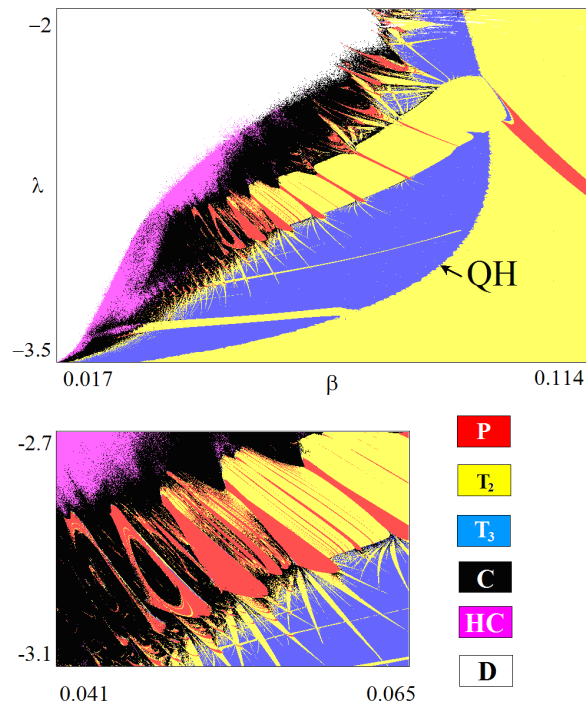 −2
λ
QH
−3.5
0.017
β
0.114
-2.7
-3.1
0.041
0.065
P
T₂
T₃
C
HC
D